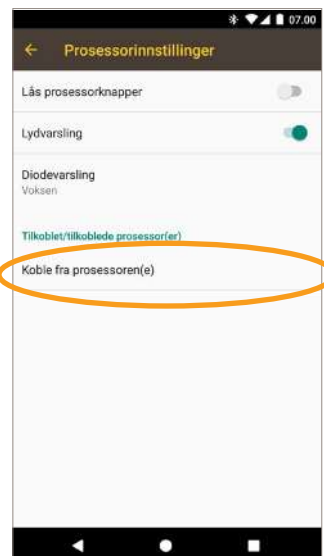 07.00
Prosessorinnstillinger
Lås prosessorknapper
Lydvarsling
Diodevarsling
Voksen
Tilkoblet/tilkoblede prosessor(er)
Koble fra prosessoren(e)